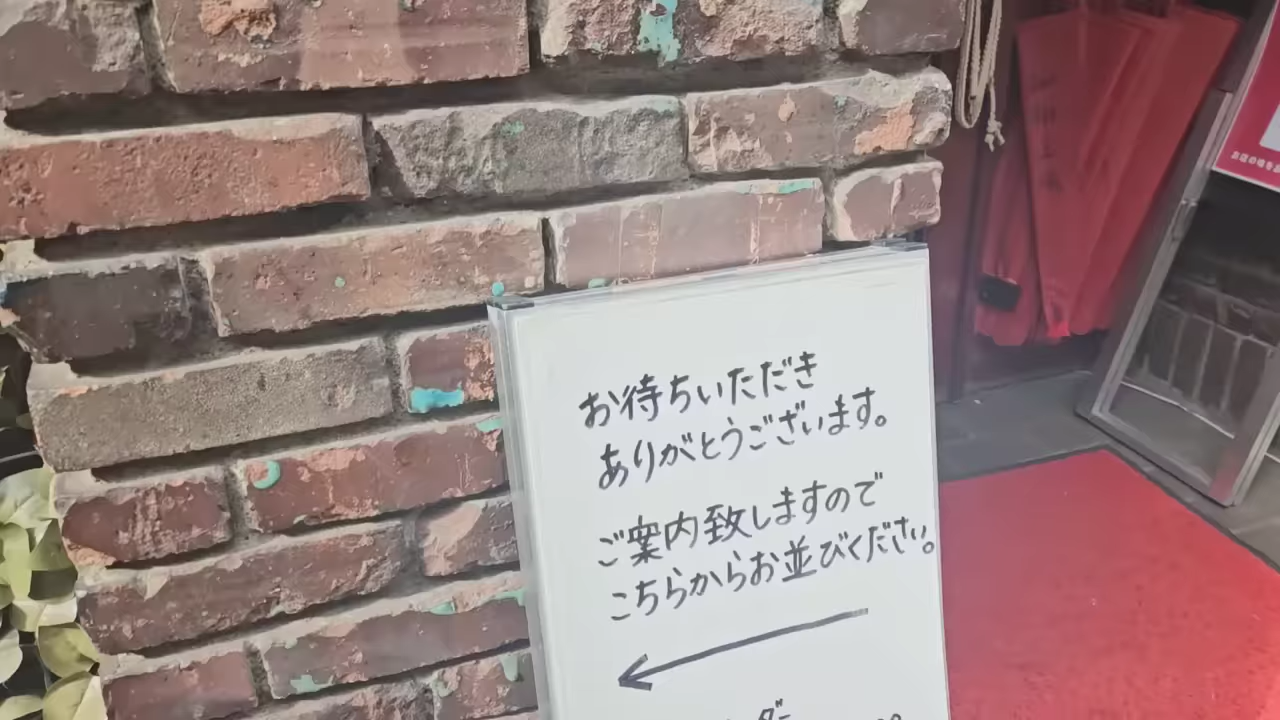 お待ちいただき
ありがとうございます。
ご案内致しますので
こちらからお並びください。